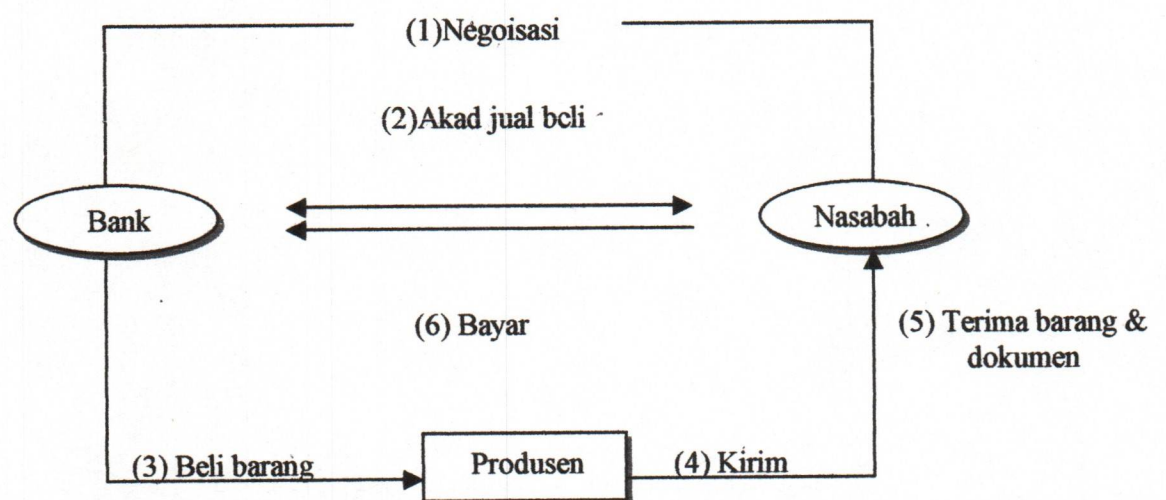 (1)Negoisasi
(2)Akad jual beli
Bank
Nasabah
(6) Bayar
(5) Terima barang &
dokumen
(3) Beli barang
Produsen
(4) Kirim